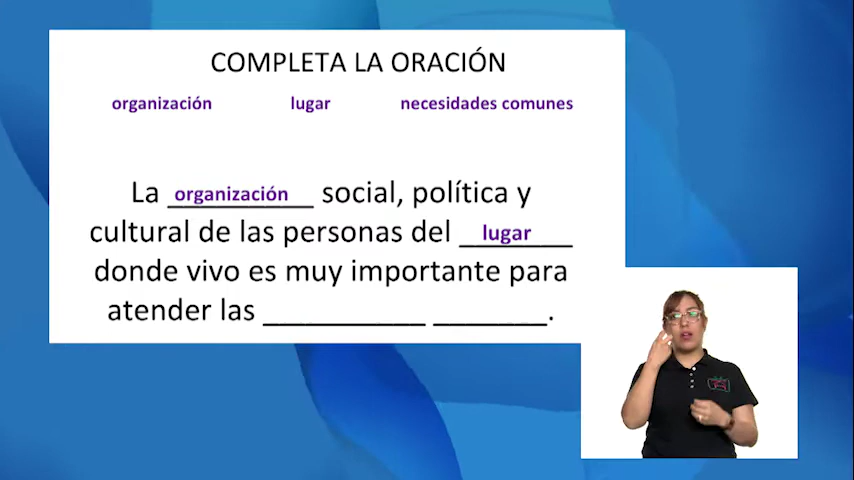 COMPLETA LA ORACIÓN
organización lugar necesidades comunes
La organización social, política y
cultural de las personas del lugar
donde vivo es muy importante para
atender las __________ _______.